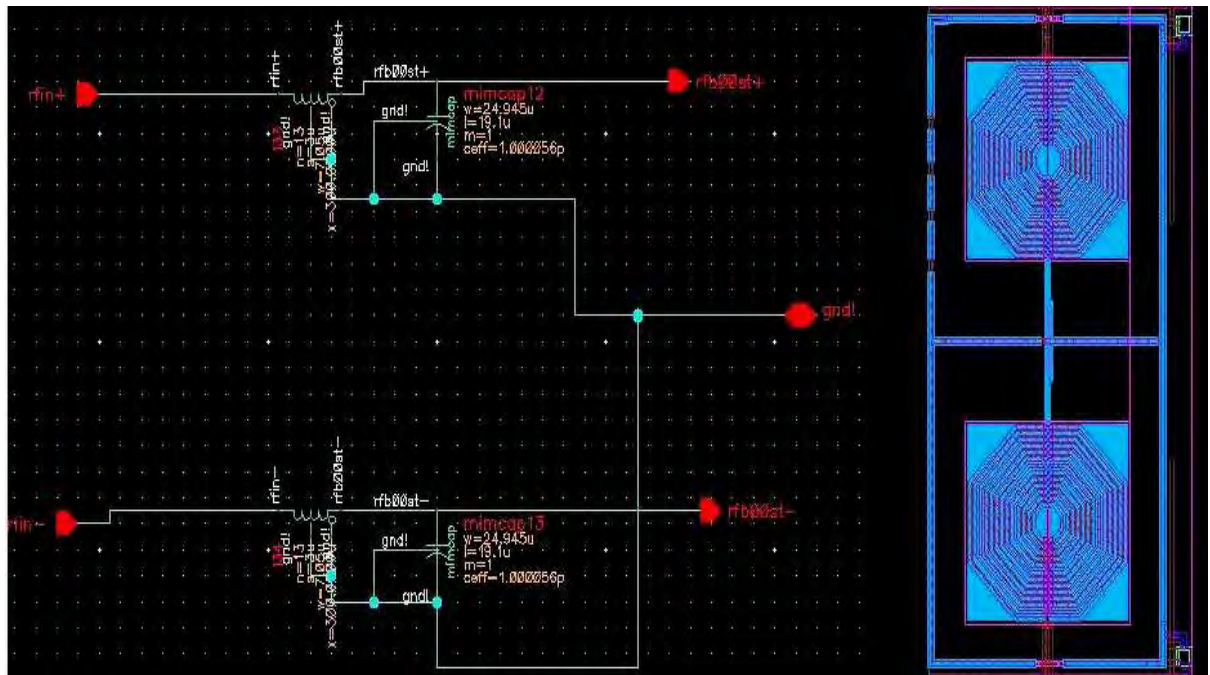 rfin+
rfb00st+
rfb00st+
rfin+
rfb00st+
gnd!
mimcap12
w=24.945u
l=19.1u
m=1
ceff=1.000056p
mimcap
gnd!
gnd!
n=13
gnd!
gnd!
rfin-
rfb00st-
rfb00st-
rfin-
rfb00st-
gnd!
mimcap13
w=24.945u
l=19.1u
m=1
ceff=1.000056p
mimcap
gnd!
n=13
gnd!